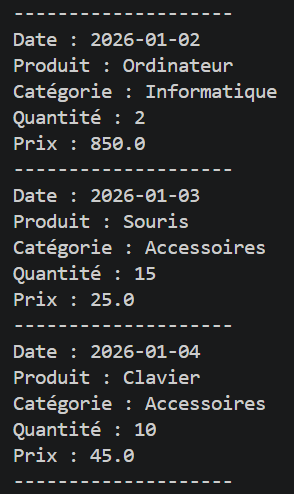 --------------------
Date : 2026-01-02
Produit : Ordinateur
Catégorie : Informatique
Quantité : 2
Prix : 850.0
--------------------
Date : 2026-01-03
Produit : Souris
Catégorie : Accessoires
Quantité : 15
Prix : 25.0
--------------------
Date : 2026-01-04
Produit : Clavier
Catégorie : Accessoires
Quantité : 10
Prix : 45.0
--------------------